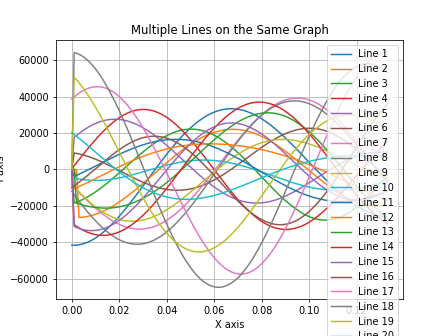 Multiple Lines on the Same Graph
60000
40000
20000
0
−20000
−40000
−60000
0.00
0.02
0.04
0.06
0.08
0.10
X axis
Line 1
Line 2
Line 3
Line 4
Line 5
Line 6
Line 7
Line 8
Line 9
Line 10
Line 11
Line 12
Line 13
Line 14
Line 15
Line 16
Line 17
Line 18
Line 19
Line 20